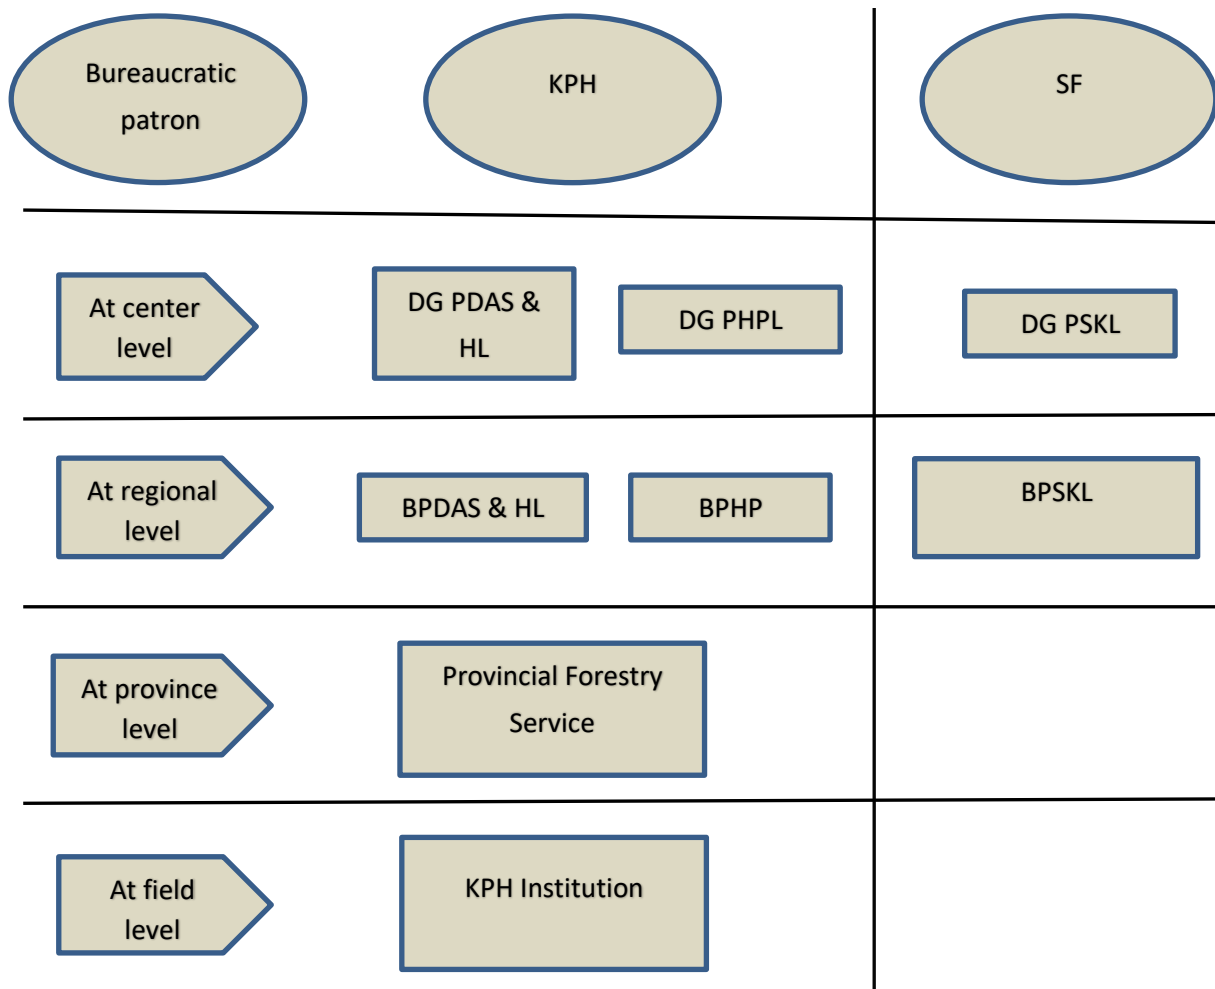 Bureaucratic
patron
KPH
SF
At center
level
DG PDAS &
HL
DG PHPL
DG PSKL
At regional
level
BPDAS & HL
BPHP
BPSKL
At province
level
Provincial Forestry
Service
At field
level
KPH Institution